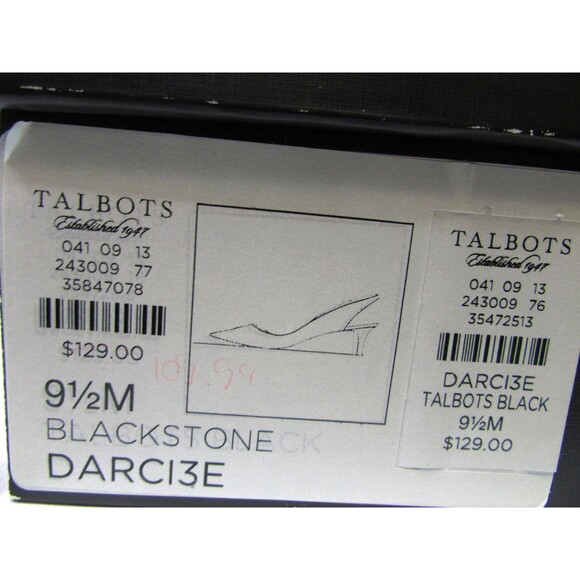 TALBOTS
Established 1947
041 09 13
243009 77
35847078
$129.00
9½M
BLACKSTONE
DARCI3E
TALBOTS
Established 1947
041 09 13
243009 76
35472513
DARCI3E
TALBOTS BLACK
9½M
$129.00